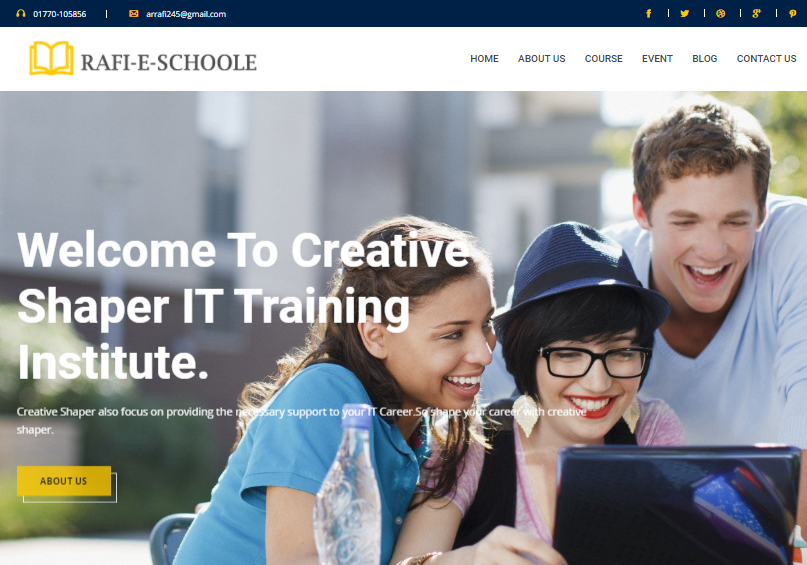 01770-105856 | arrafi245@gmail.com
RAFI-E-SCHOOLE
HOME ABOUT US COURSE EVENT BLOG CONTACT US
Welcome To Creative
Shaper IT Training
Institute.
Creative Shaper also focus on providing the necessary support to your IT Career.So shape your career with creative
shaper.
ABOUT US